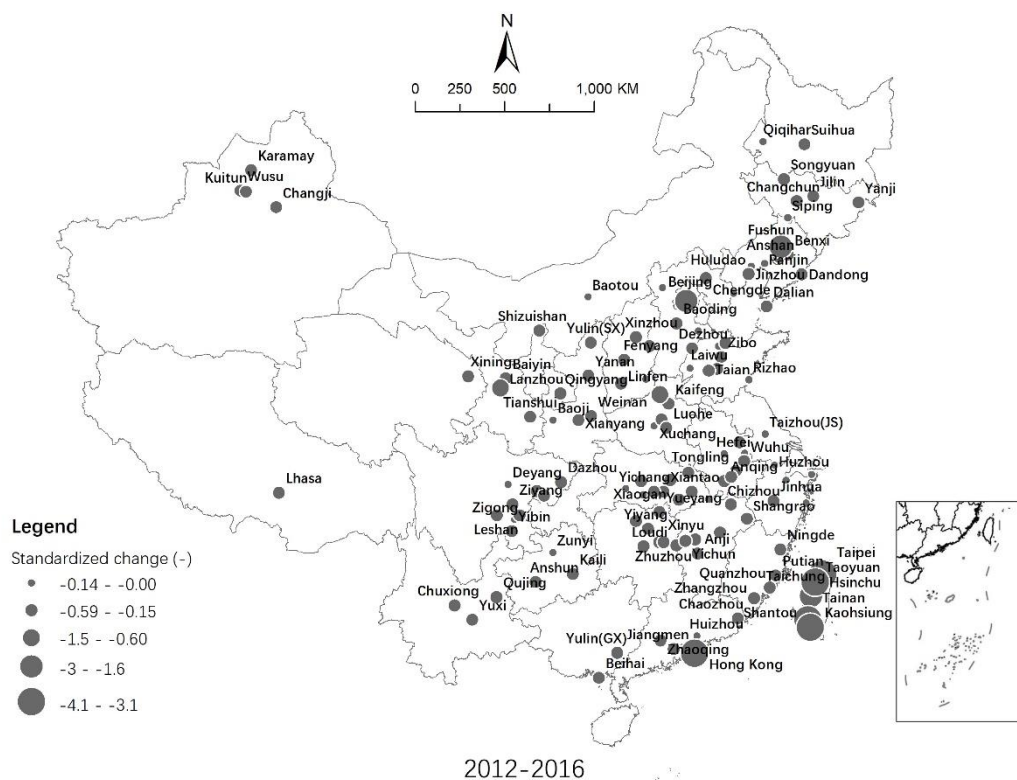 N
0 250 500 1,000 KM
Qiqihar Suihua
Karamay
Songyuan
Kuitun Wusu
Changchun Jilin
Yanji
Changji
Siping
Fushun
Anshan Benxi
Huludao Panjin
Beijing
Jinzhou Dandong
Baotou
Chengde
Dalian
Baoding
Shizuishan
Yulin(SX) Xinzhou
Dezhou
Zibo
Fenyang
Laiwu
Xining Baiyin
Yanan
Taian Rizhao
Lanzhou
Qingyang Linfen
Kaifeng
Tianshui
Weinan
Baoji
Luohe
Xianyang
Xuchang
Taizhou(JS)
Hefei
Wuhu
Tongling
Dazhou
Anqing Huzhou
Deyang
Yichang Xiantao
Lhasa
Ziyang
Jinhua
Xiaogan Yueyang
Chizhou
Zigong
Shangrao
Legend
Yibin
Yiyang
Xinyu
Leshan
Loudi
Anji
Standardized change (-)
Zunyi
Ningde
Zhuzhou Yichun
-0.14 - -0.00
Anshun Kaili
Putian Taipei
Quanzhou Taichung Taoyuan
Chuxiong
Qujing
Hsinchu
-0.59 - -0.15
Zhangzhou
Yuxi
Chaozhou
Tainan
Shantou Kaohsiung
-1.5 - -0.60
Huizhou
Yulin(GX) Jiangmen
Zhaoqing
-3 - -1.6
Beihai
Hong Kong
-4.1 - -3.1
2012-2016